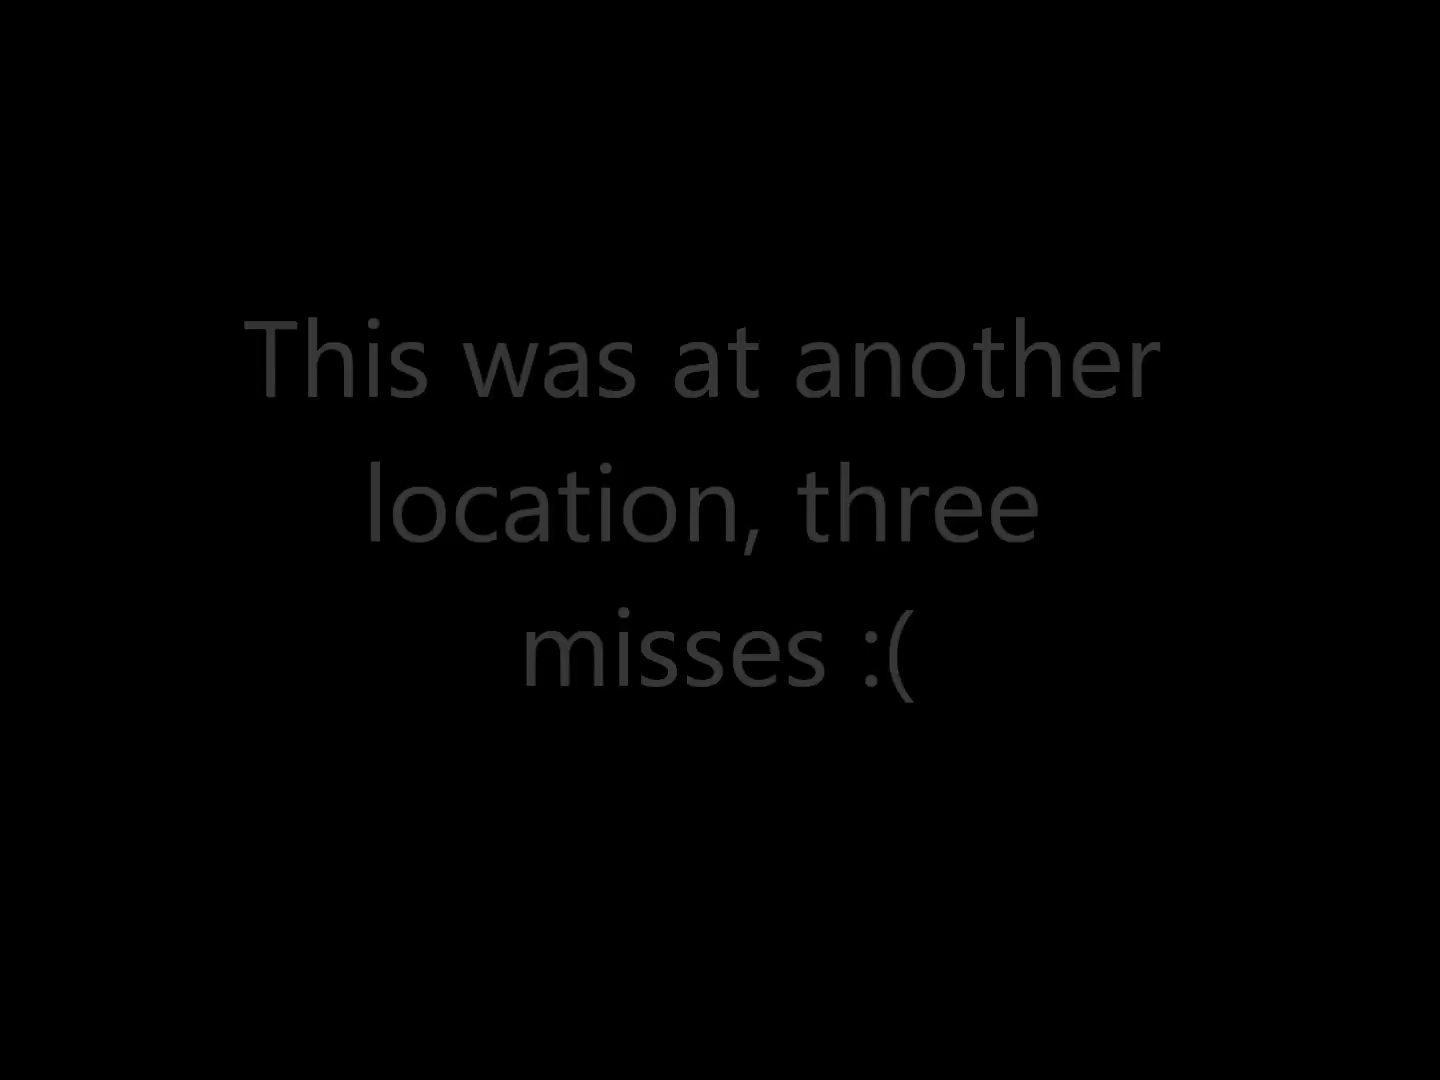 This was at another
location, three
misses :(